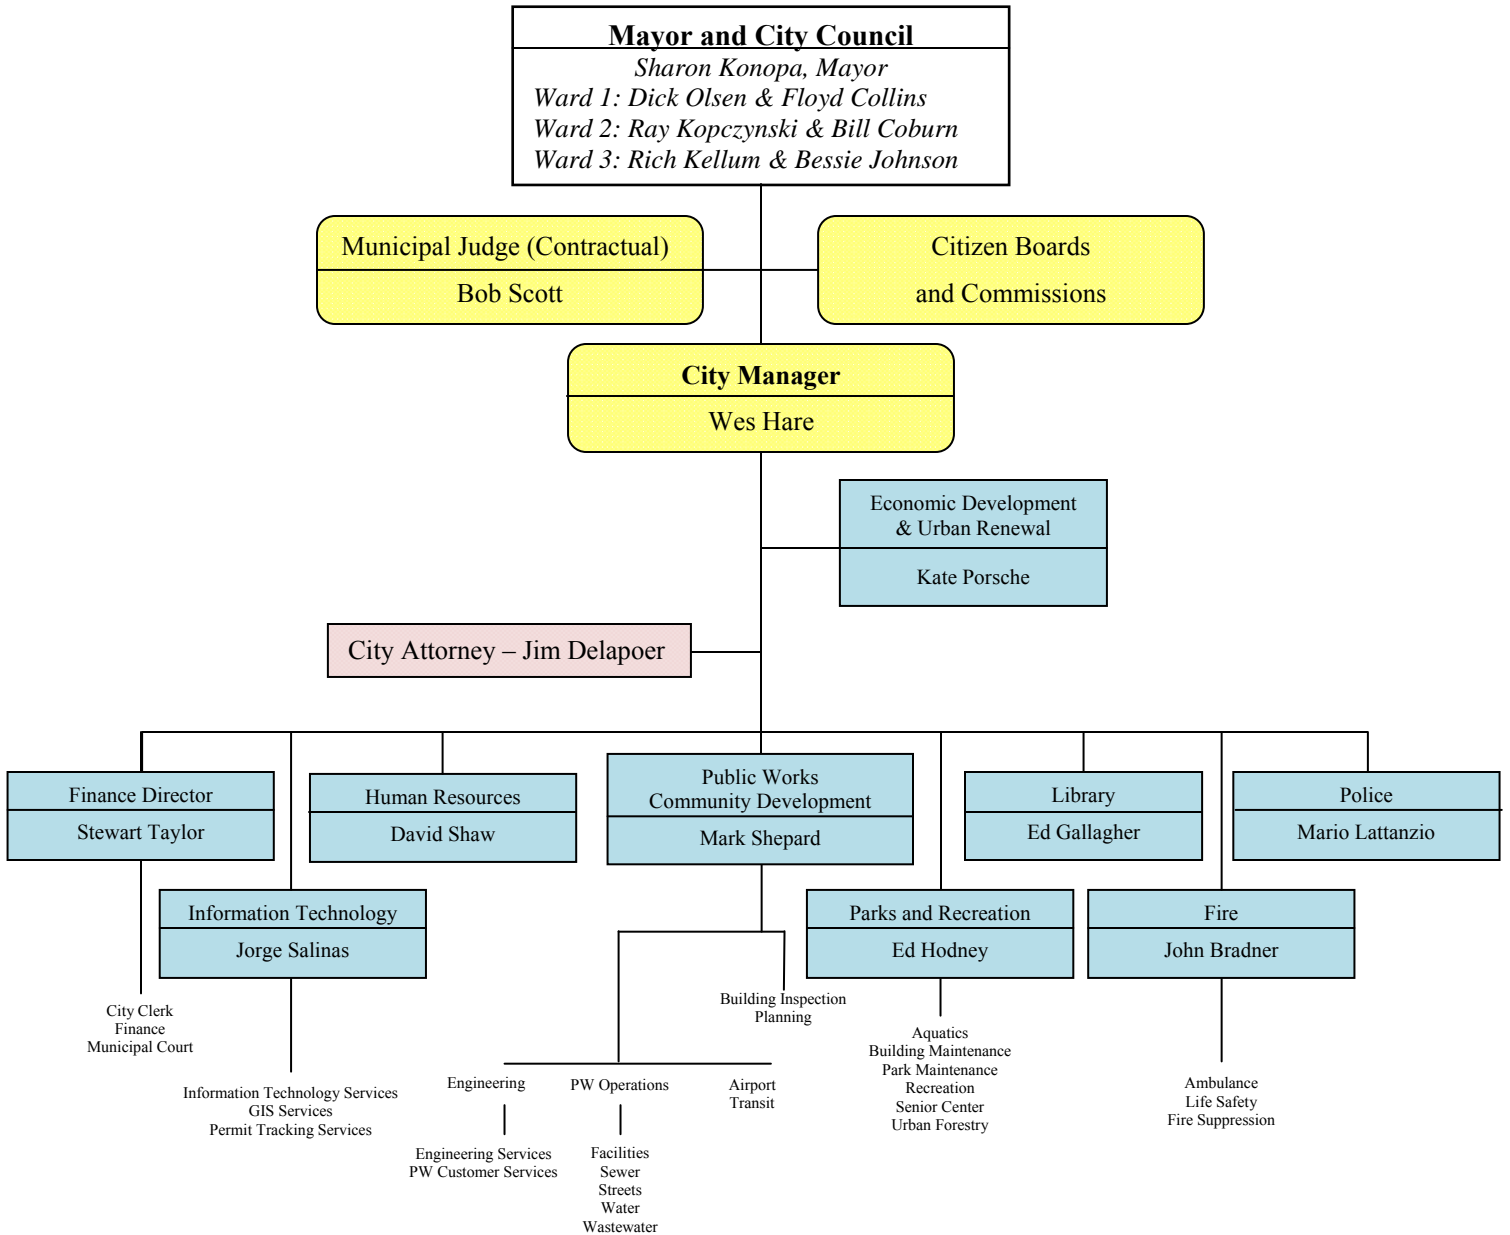 Mayor and City Council
Sharon Konopa, Mayor
Ward 1: Dick Olsen & Floyd Collins
Ward 2: Ray Kopczynski & Bill Coburn
Ward 3: Rich Kellum & Bessie Johnson
Municipal Judge (Contractual)
Bob Scott
Citizen Boards
and Commissions
City Manager
Wes Hare
Economic Development
& Urban Renewal
Kate Porsche
City Attorney – Jim Delapoer
Finance Director
Stewart Taylor
Human Resources
David Shaw
Public Works
Community Development
Mark Shepard
Library
Ed Gallagher
Police
Mario Lattanzio
Information Technology
Jorge Salinas
Parks and Recreation
Ed Hodney
Fire
John Bradner
City Clerk
Finance
Municipal Court
Information Technology Services
GIS Services
Permit Tracking Services
Building Inspection
Planning
Engineering
PW Operations
Airport
Transit
Engineering Services
PW Customer Services
Facilities
Sewer
Streets
Water
Wastewater
Aquatics
Building Maintenance
Park Maintenance
Recreation
Senior Center
Urban Forestry
Ambulance
Life Safety
Fire Suppression